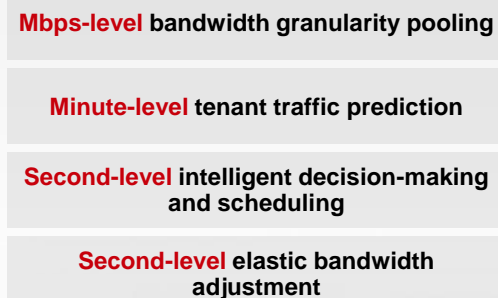 Mbps-level bandwidth granularity pooling
Minute-level tenant traffic prediction
Second-level intelligent decision-making
and scheduling
Second-level elastic bandwidth
adjustment